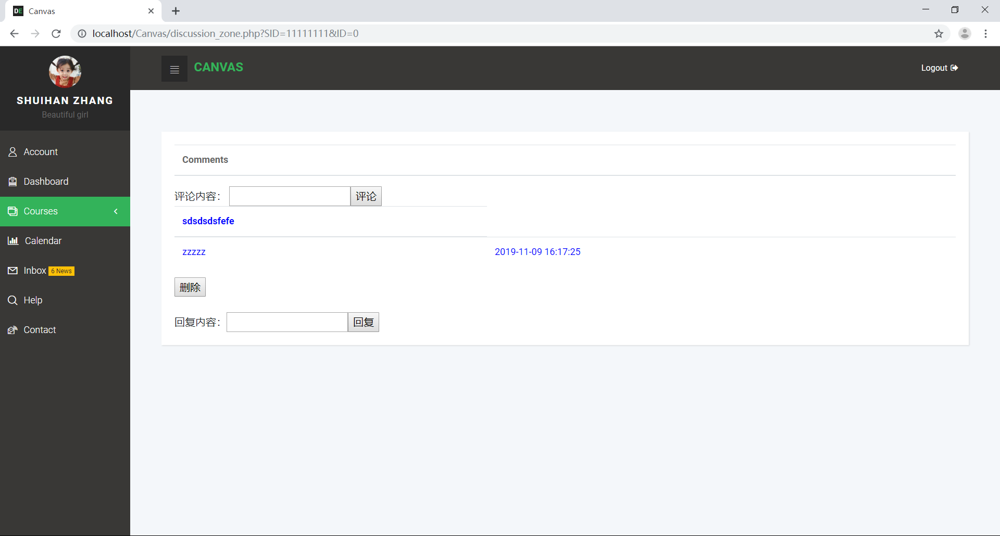 DE Canvas
localhost/Canvas/discussion_zone.php?SID=11111111&ID=0
SHUIHAN ZHANG
Beautiful girl
Account
Dashboard
Courses
Calendar
Inbox 6 News
Help
Contact
CANVAS
Logout
Comments
评论内容： 评论
sdsdsdsfefe
zzzzz 2019-11-09 16:17:25
删除
回复内容： 回复